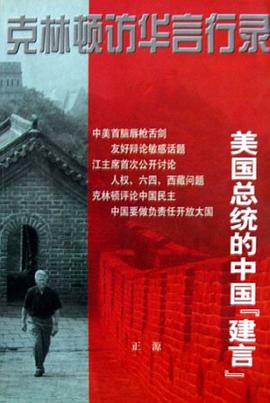 克林顿访华言行录
中美首脑唇枪舌剑
友好辩论敏感话题
江主席首次公开讨论
人权、六四、西藏问题
克林顿评论中国民主
中国要做负责任开放大国
美国总统的中国『建言』
正源